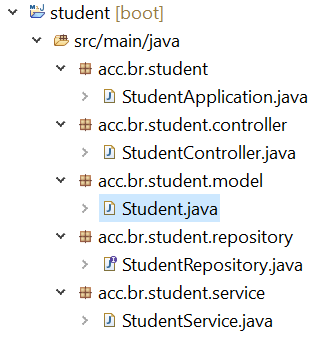 student [boot]
src/main/java
acc.br.student
StudentApplication.java
acc.br.student.controller
StudentController.java
acc.br.student.model
Student.java
acc.br.student.repository
StudentRepository.java
acc.br.student.service
StudentService.java